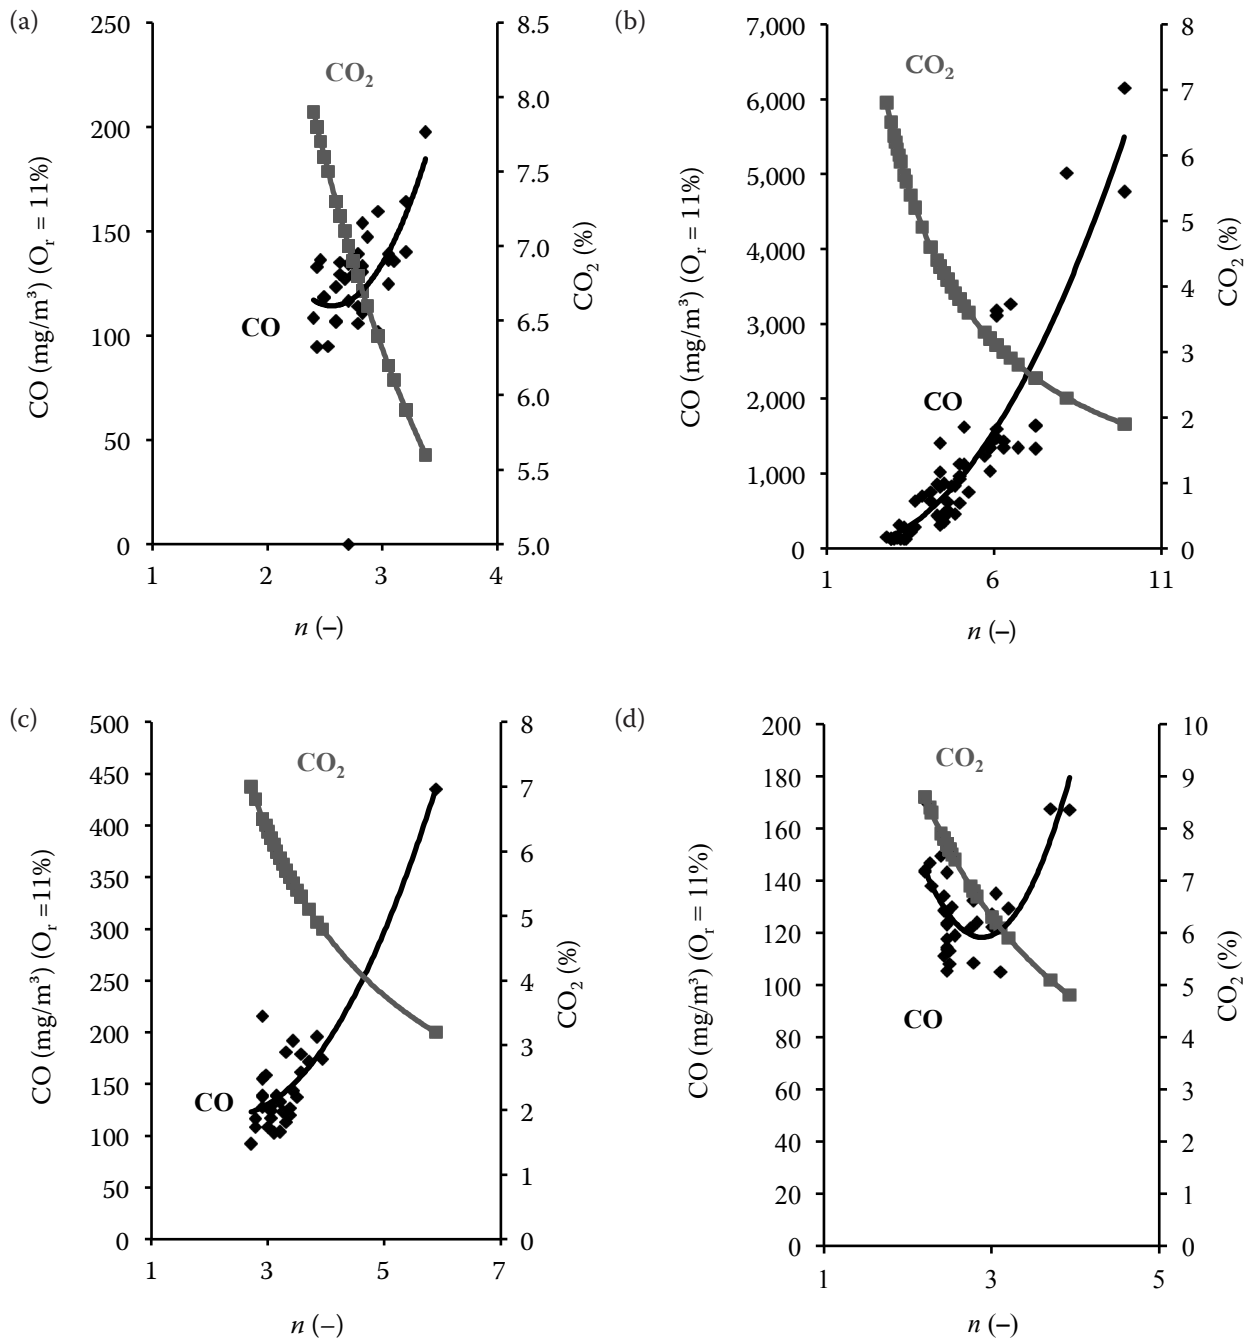 (a)
250
200
150
100
50
0
CO (mg/m³) (Oᵣ = 11%)
CO₂
CO
8.5
8.0
7.5
7.0
6.5
6.0
5.5
5.0
CO₂ (%)
1 2 3 4
n (–)
(b)
7,000
6,000
5,000
4,000
3,000
2,000
1,000
0
CO (mg/m³) (Oᵣ = 11%)
CO₂
CO
8
7
6
5
4
3
2
1
0
CO₂ (%)
1 6 11
n (–)
(c)
500
450
400
350
300
250
200
150
100
50
0
CO (mg/m³) (Oᵣ = 11%)
CO₂
CO
8
7
6
5
4
3
2
1
0
CO₂ (%)
1 3 5 7
n (–)
(d)
200
180
160
140
120
100
80
60
40
20
0
CO (mg/m³) (Oᵣ = 11%)
CO₂
CO
10
9
8
7
6
5
4
3
2
1
0
CO₂ (%)
1 3 5
n (–)